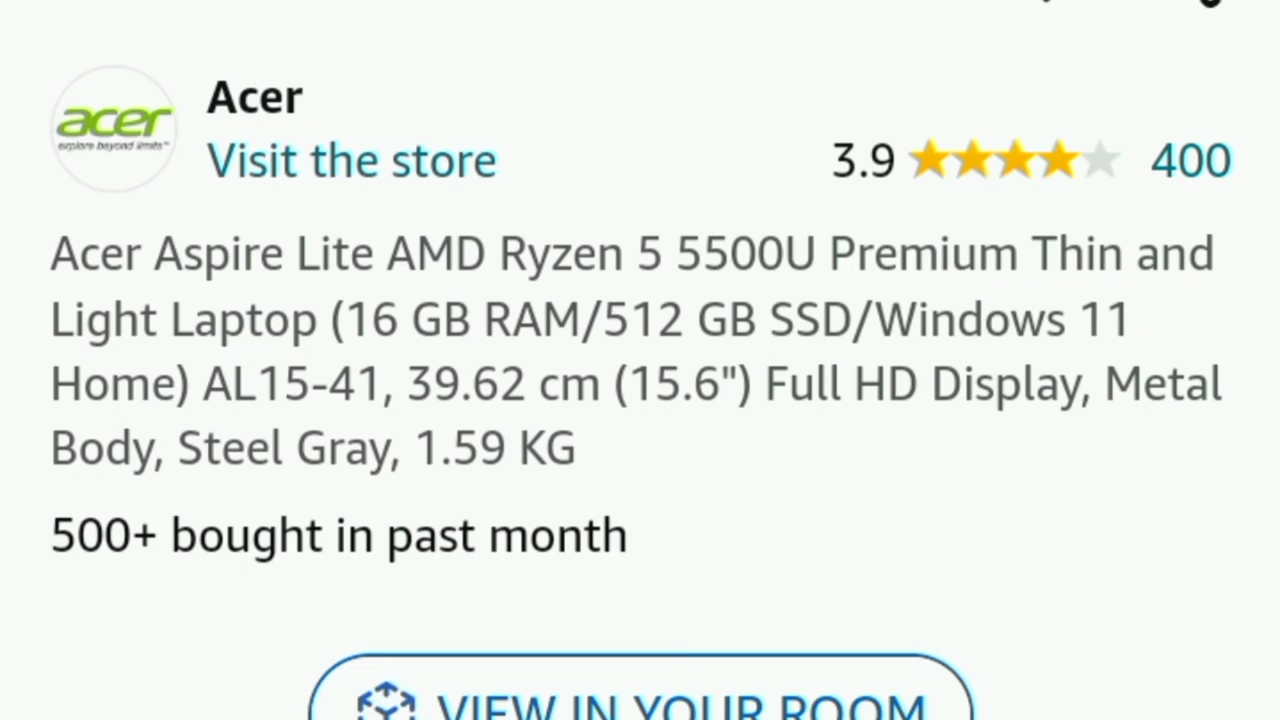 acer
explore beyond limits™
Acer
Visit the store
3.9
400
Acer Aspire Lite AMD Ryzen 5 5500U Premium Thin and
Light Laptop (16 GB RAM/512 GB SSD/Windows 11
Home) AL15-41, 39.62 cm (15.6") Full HD Display, Metal
Body, Steel Gray, 1.59 KG
500+ bought in past month
VIEW IN YOUR ROOM